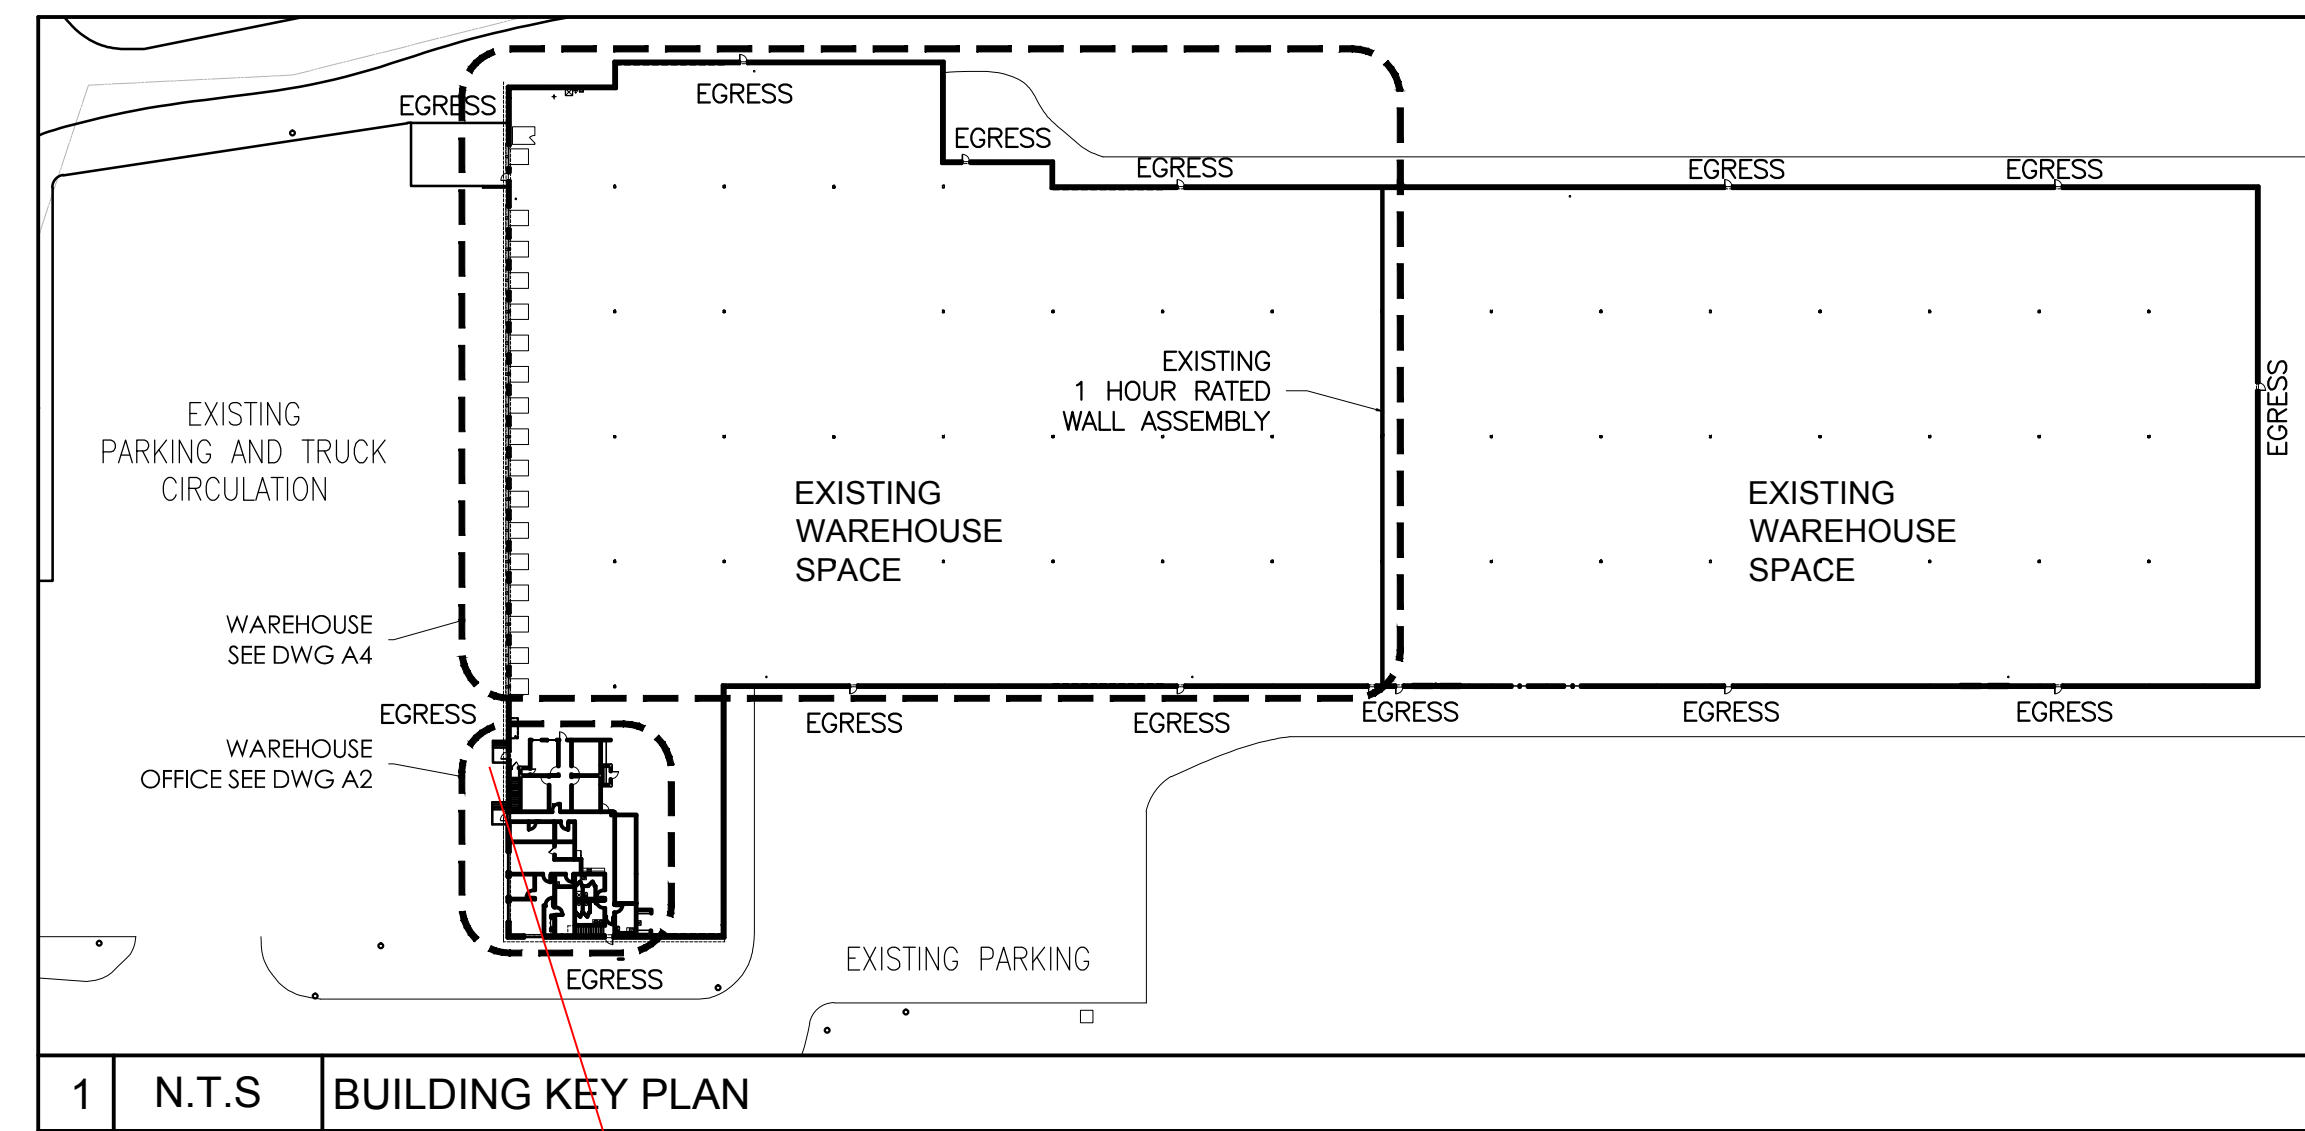 EGRESS
EGRESS
EGRESS
EGRESS
EGRESS
EGRESS
EXISTING
1 HOUR RATED
WALL ASSEMBLY
EGRESS
EXISTING
PARKING AND TRUCK
CIRCULATION
EXISTING
WAREHOUSE
SPACE
EXISTING
WAREHOUSE
SPACE
WAREHOUSE
SEE DWG A4
EGRESS
EGRESS
EGRESS
EGRESS
EGRESS
EGRESS
WAREHOUSE
OFFICE SEE DWG A2
EGRESS
EXISTING PARKING
1
N.T.S
BUILDING KEY PLAN